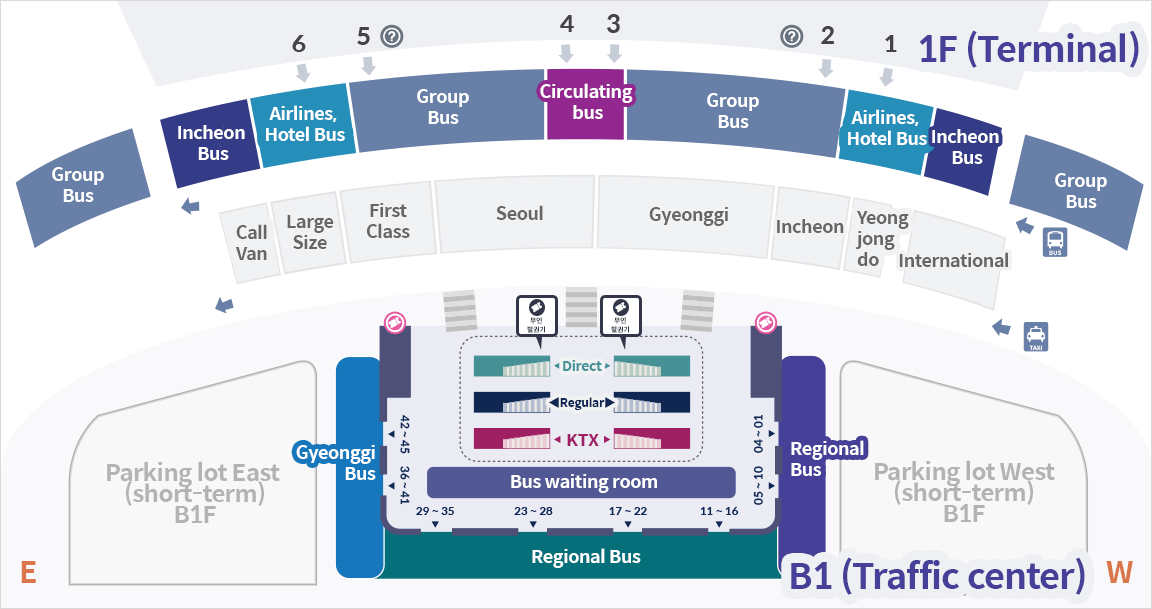 1F (Terminal)
6
5
?
4
3
?
2
1
Group
Bus
Incheon
Bus
Airlines,
Hotel Bus
Group
Bus
Circulating
bus
Group
Bus
Airlines,
Hotel Bus
Incheon
Bus
Group
Bus
Call
Van
Large
Size
First
Class
Seoul
Gyeonggi
Incheon
Yeong
jong
do
International
BUS
TAXI
무인
발권기
무인
발권기
Direct
Regular
KTX
42 ~ 45
36 ~ 41
04 ~ 01
05 ~ 10
Bus waiting room
29 ~ 35
23 ~ 28
17 ~ 22
11 ~ 16
Gyeonggi
Bus
Regional
Bus
Regional Bus
Parking lot East
(short-term)
B1F
Parking lot West
(short-term)
B1F
E
B1 (Traffic center)
W